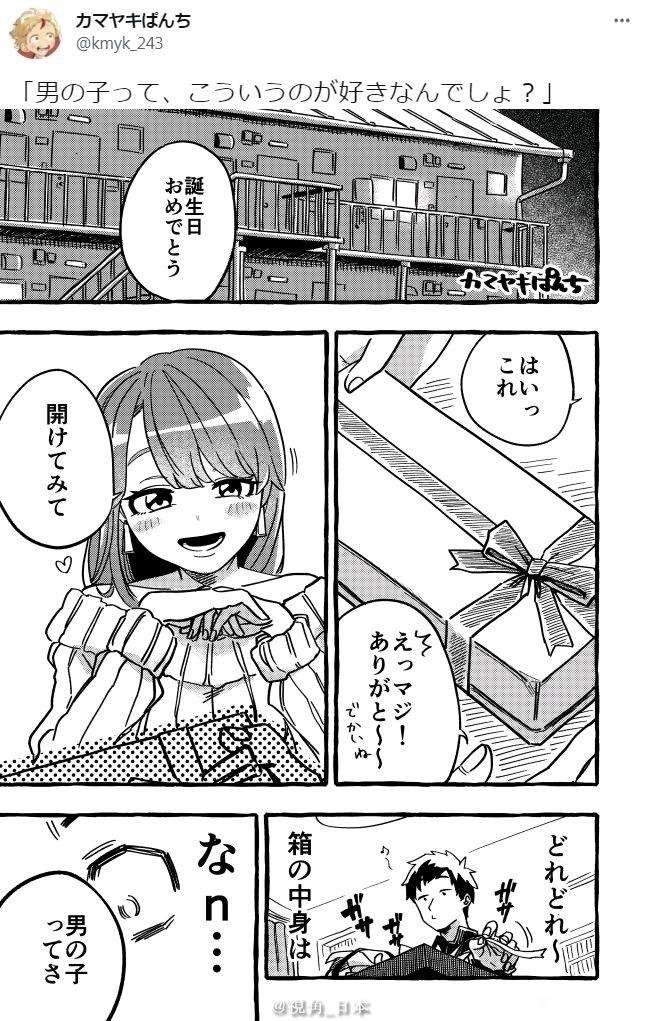 カマヤキぱんち
@kmyk_243
「男の子って、こういうのが好きなんでしょ？」
誕生日
おめでとう
カマヤキぱんち
はいっ
これ
えっマジ！
ありがと〜〜
でかいね
開けてみて
どれどれ〜
箱の中身は
ガサ
ガサ
ガサ
なn…
男の子
ってさ
@視角_日本